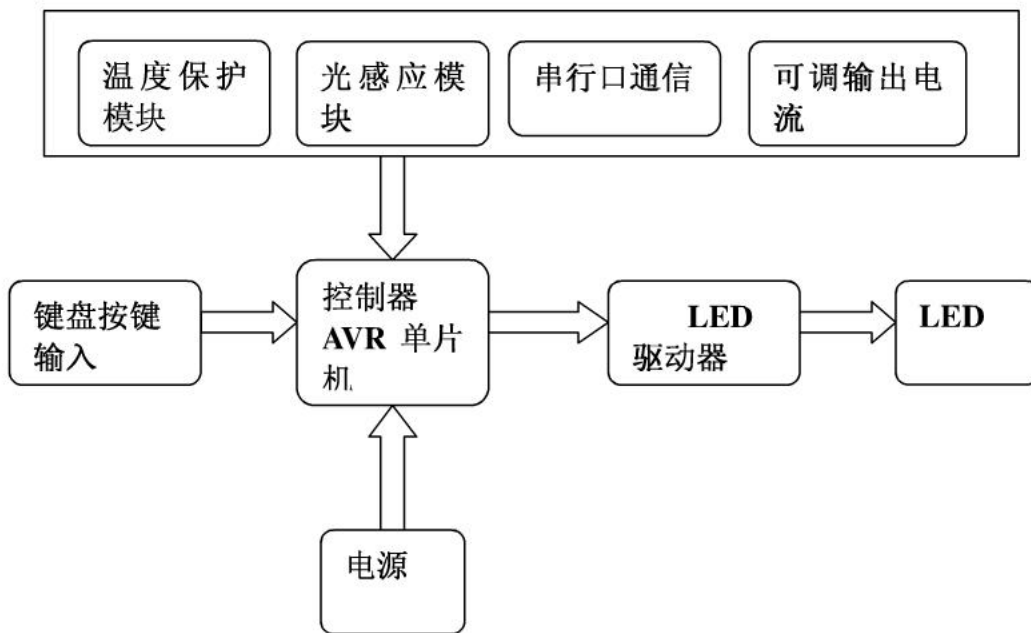 温度保护
模块
光感应模
块
串行口通信
可调输出电
流
键盘按键
输入
控制器
AVR 单片
机
LED
驱动器
LED
电源